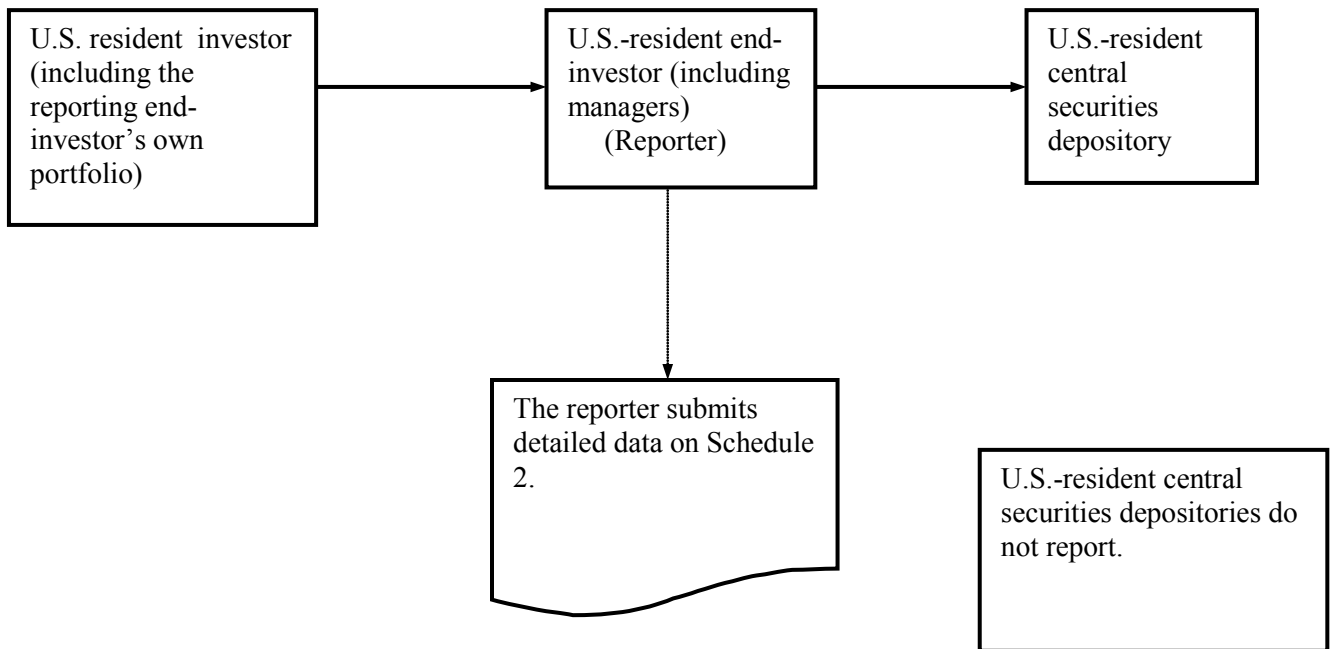 U.S. resident  investor
(including the
reporting end-
investor’s own
portfolio)
U.S.-resident end-
investor (including
managers)
(Reporter)
U.S.-resident
central
securities
depository
The reporter submits
detailed data on Schedule
2.
U.S.-resident central
securities depositories do
not report.